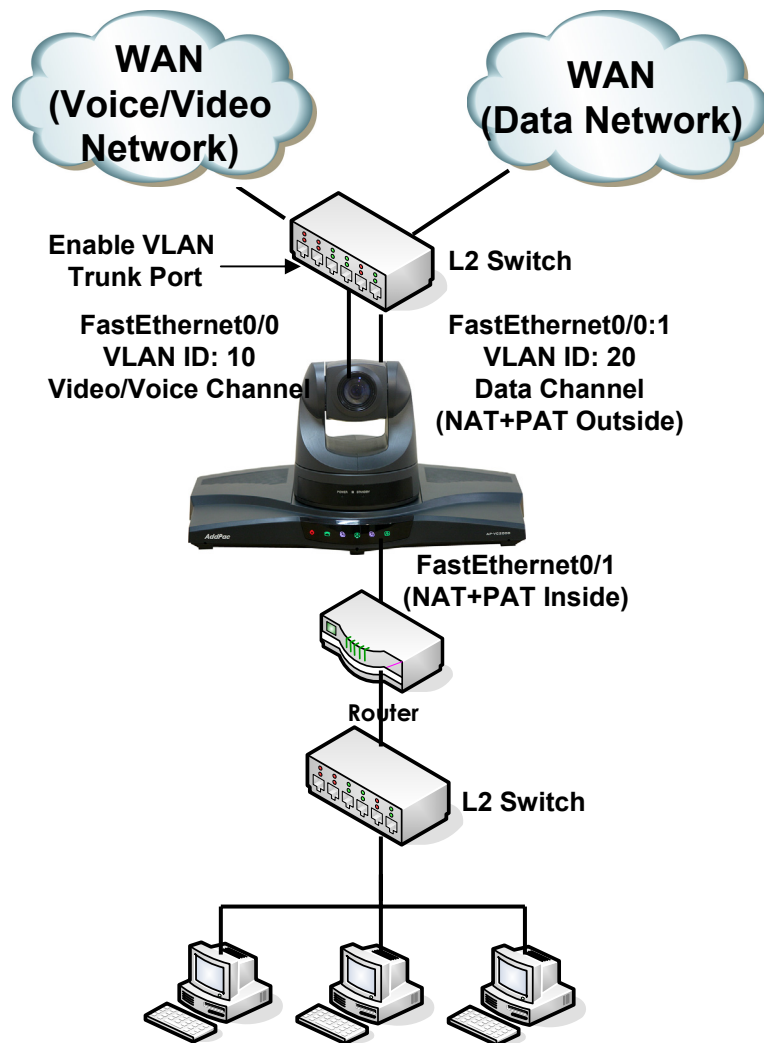 WAN
(Voice/Video
Network)
WAN
(Data Network)
Enable VLAN
Trunk Port
L2 Switch
FastEthernet0/0
VLAN ID: 10
Video/Voice Channel
FastEthernet0/0:1
VLAN ID: 20
Data Channel
(NAT+PAT Outside)
AddPac
FastEthernet0/1
(NAT+PAT Inside)
Router
L2 Switch